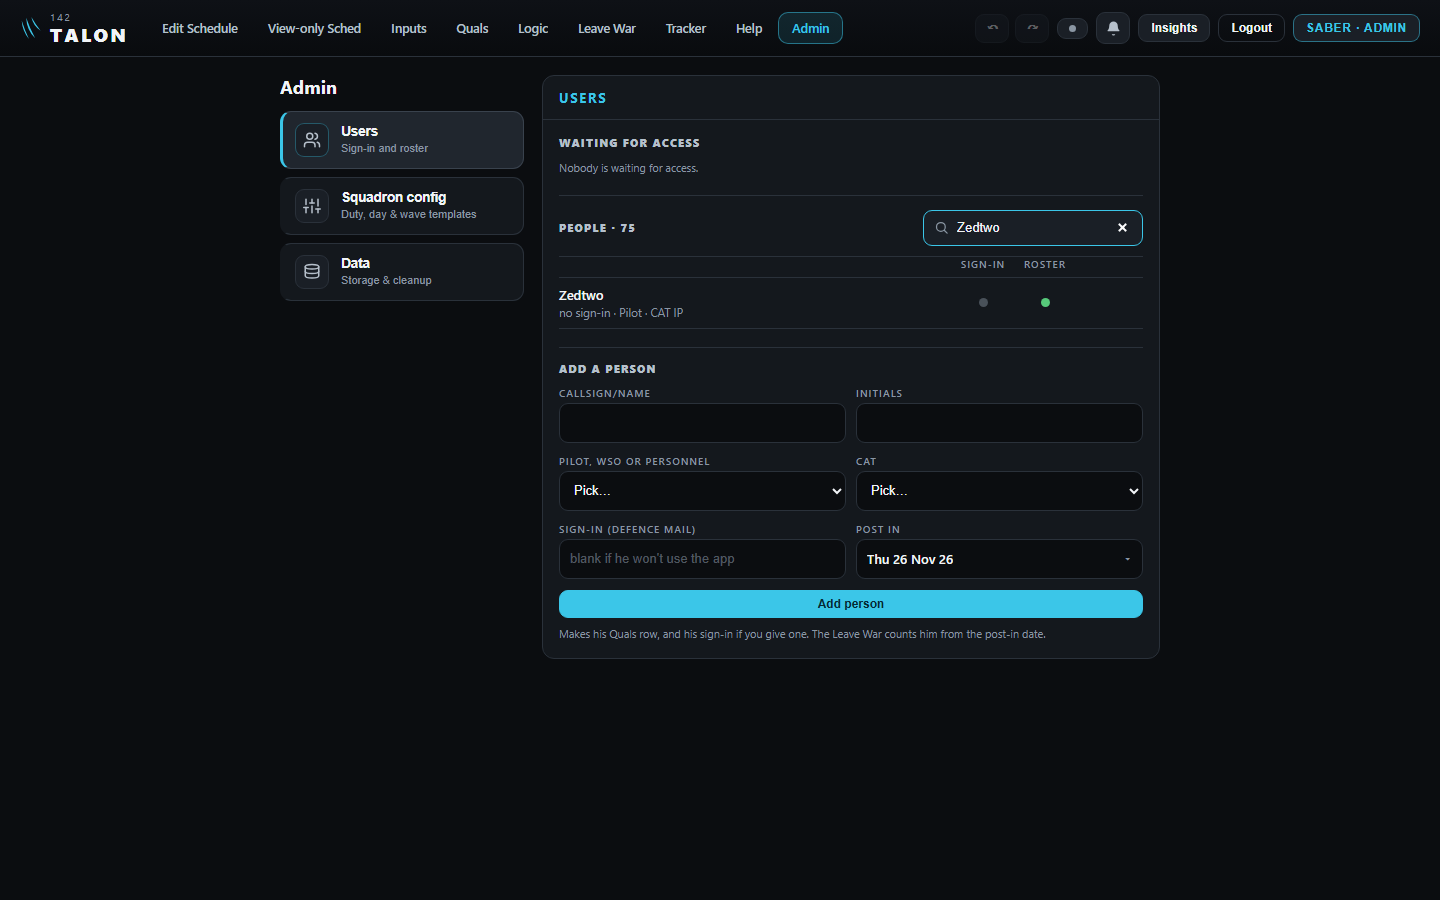 142
TALON
Edit Schedule
View-only Sched
Inputs
Quals
Logic
Leave War
Tracker
Help
Admin
Insights
Logout
SABER · ADMIN
Admin
Users
Sign-in and roster
Squadron config
Duty, day & wave templates
Data
Storage & cleanup
USERS
WAITING FOR ACCESS
Nobody is waiting for access.
PEOPLE · 75
Zedtwo
SIGN-IN
ROSTER
Zedtwo
no sign-in · Pilot · CAT IP
ADD A PERSON
CALLSIGN/NAME
INITIALS
PILOT, WSO OR PERSONNEL
CAT
Pick...
Pick...
SIGN-IN (DEFENCE MAIL)
POST IN
blank if he won't use the app
Thu 26 Nov 26
Add person
Makes his Quals row, and his sign-in if you give one. The Leave War counts him from the post-in date.